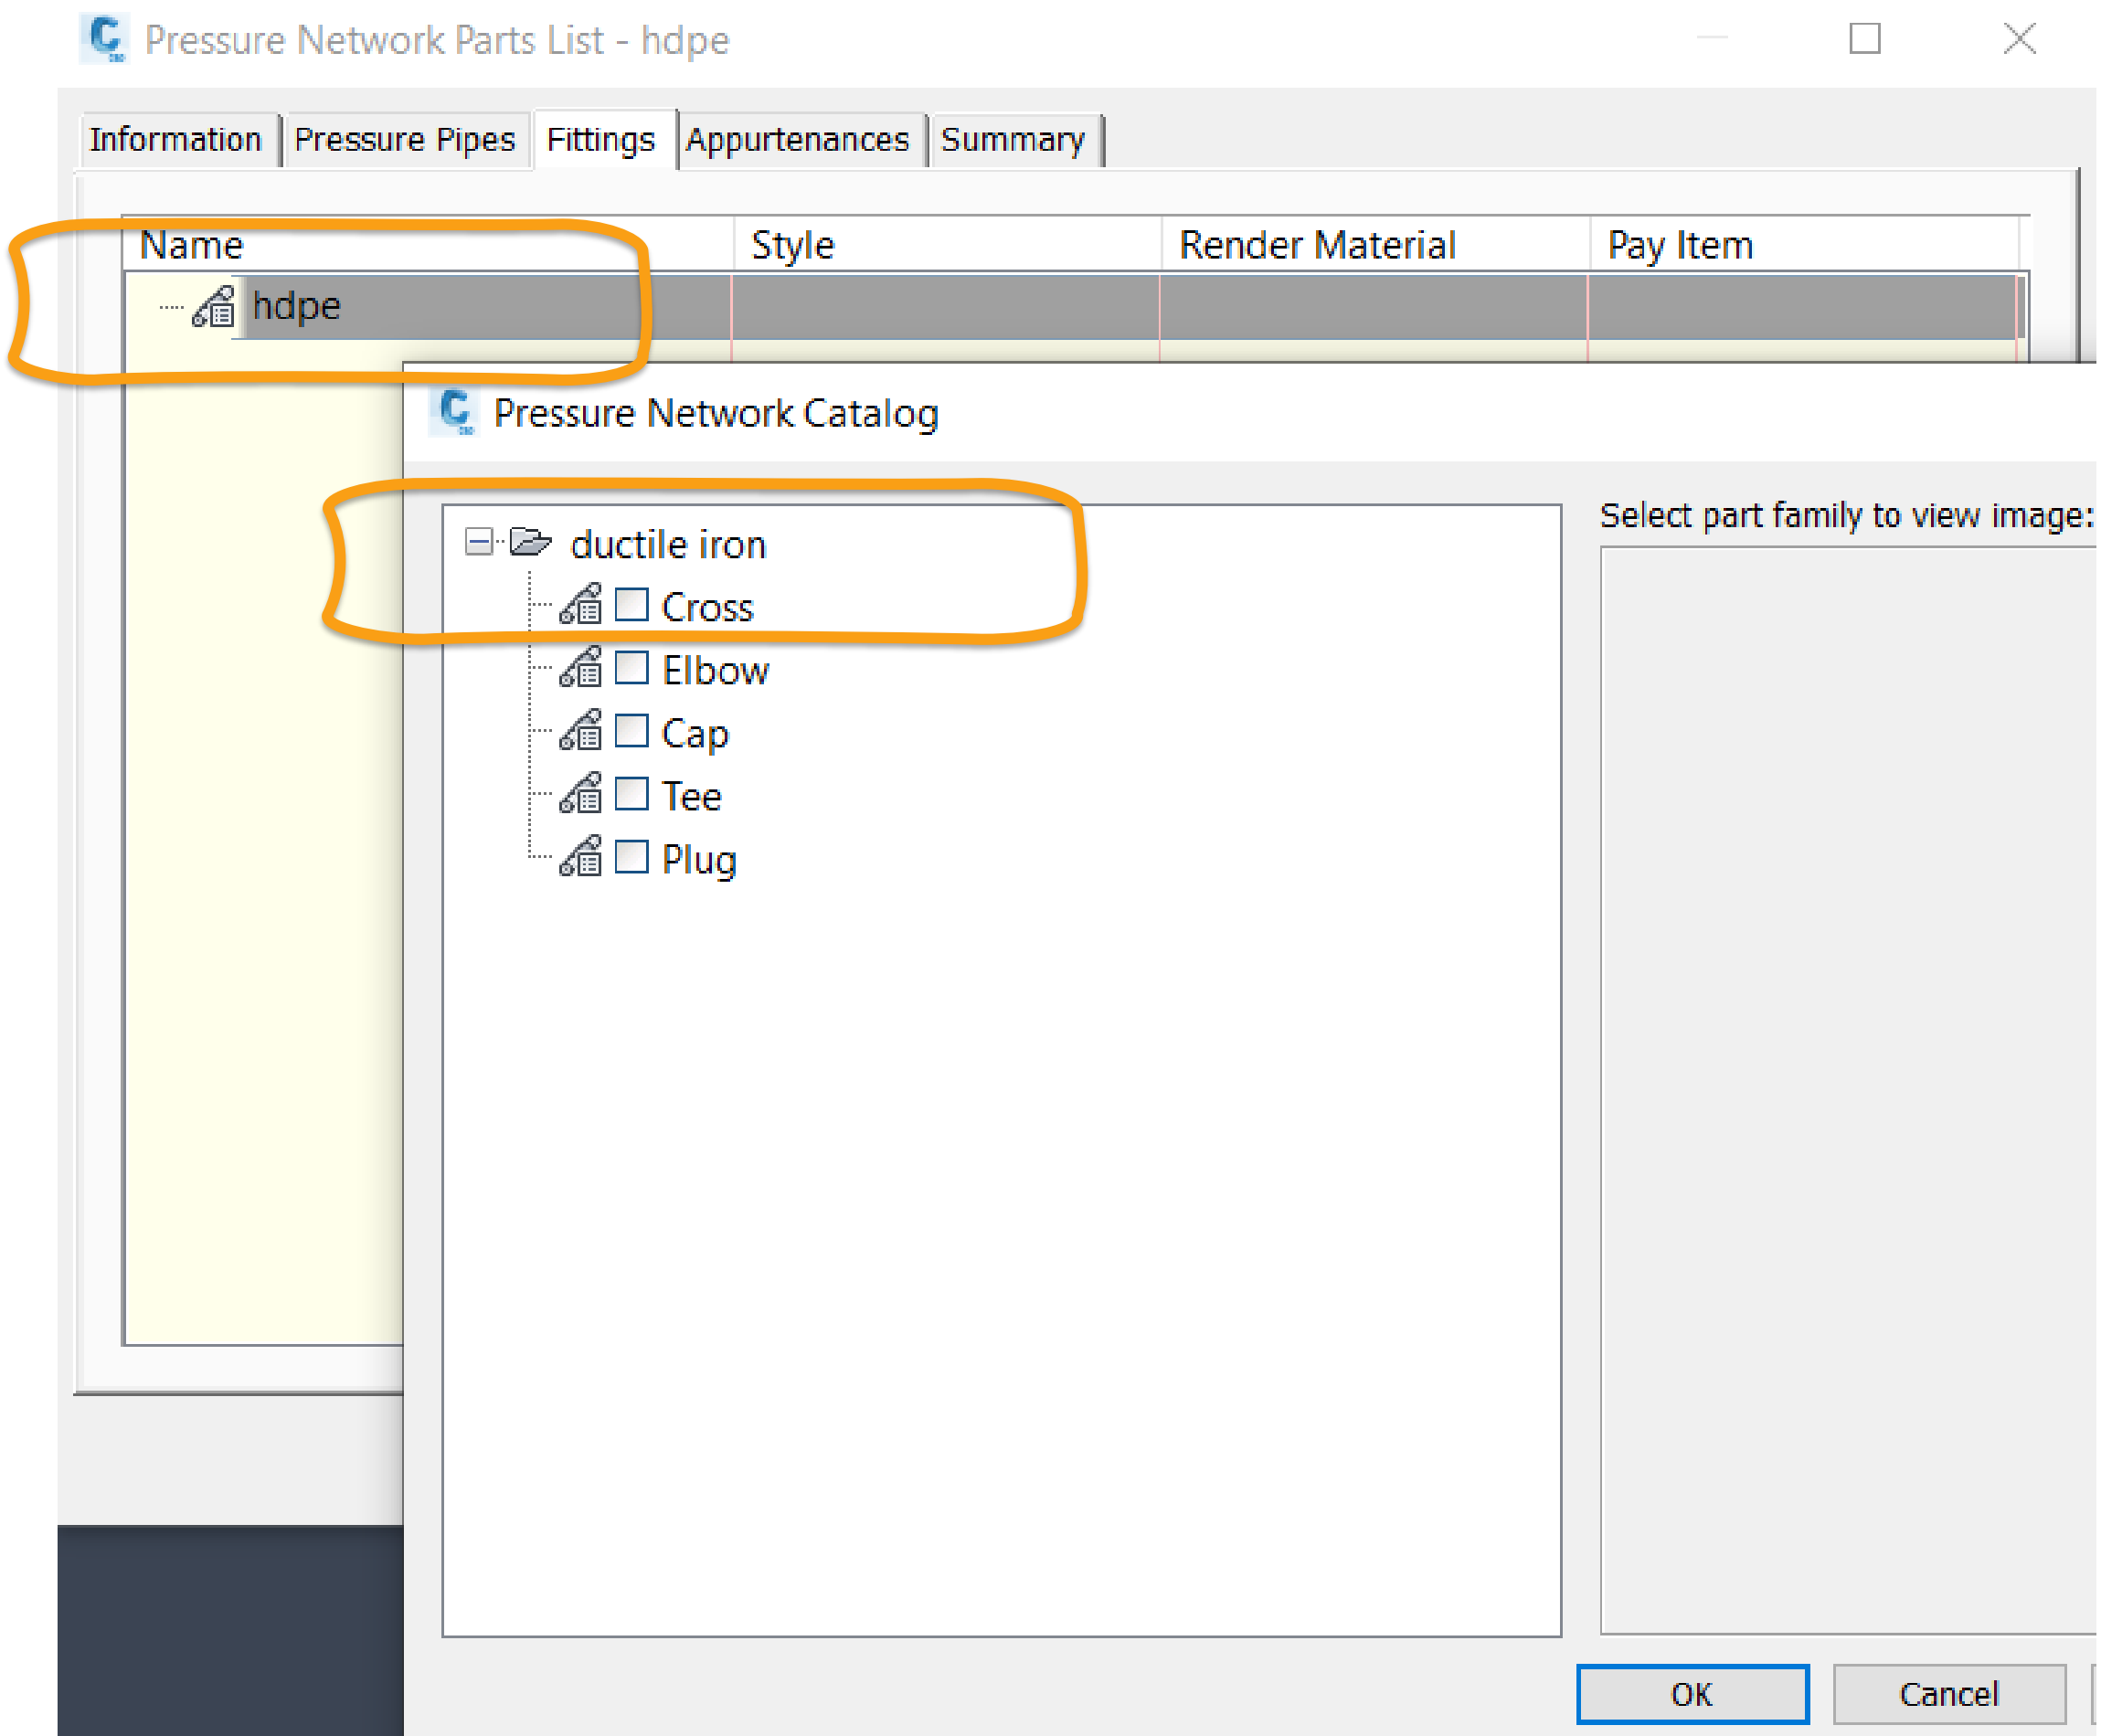 Pressure Network Parts List - hdpe
Information Pressure Pipes Fittings Appurtenances Summary
Name Style Render Material Pay Item
hdpe
Pressure Network Catalog
Select part family to view image:
ductile iron
Cross
Elbow
Cap
Tee
Plug
OK Cancel